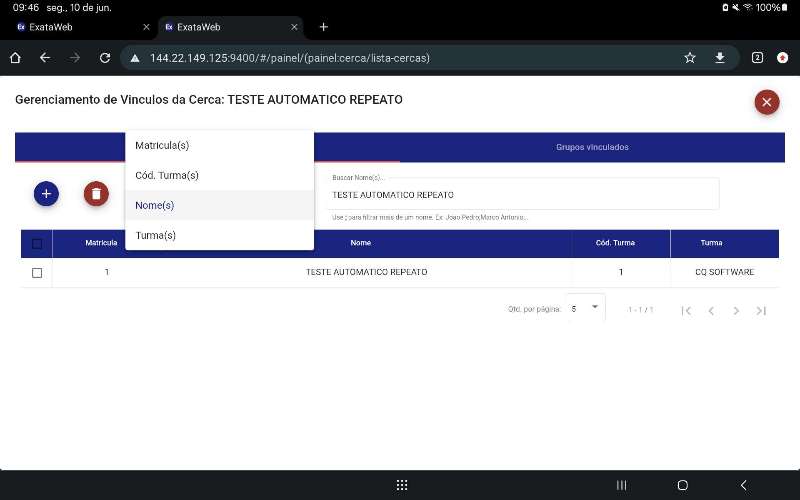 09:46 seg., 10 de jun.
100%
Ex ExataWeb
Ex ExataWeb
144.22.149.125:9400/#/painel/(painel:cerca/lista-cercas)
2
Gerenciamento de Vinculos da Cerca: TESTE AUTOMATICO REPEATO
Grupos vinculados
Matricula(s)
Cód. Turma(s)
Nome(s)
Turma(s)
Buscar Nome(s)...
TESTE AUTOMATICO REPEATO
Use ; para filtrar mais de um nome. Ex: Joao Pedro;Marco Antonio...
Matricula Nome Cód. Turma Turma
1 TESTE AUTOMATICO REPEATO 1 CQ SOFTWARE
Qtd. por página: 5 1 - 1 / 1